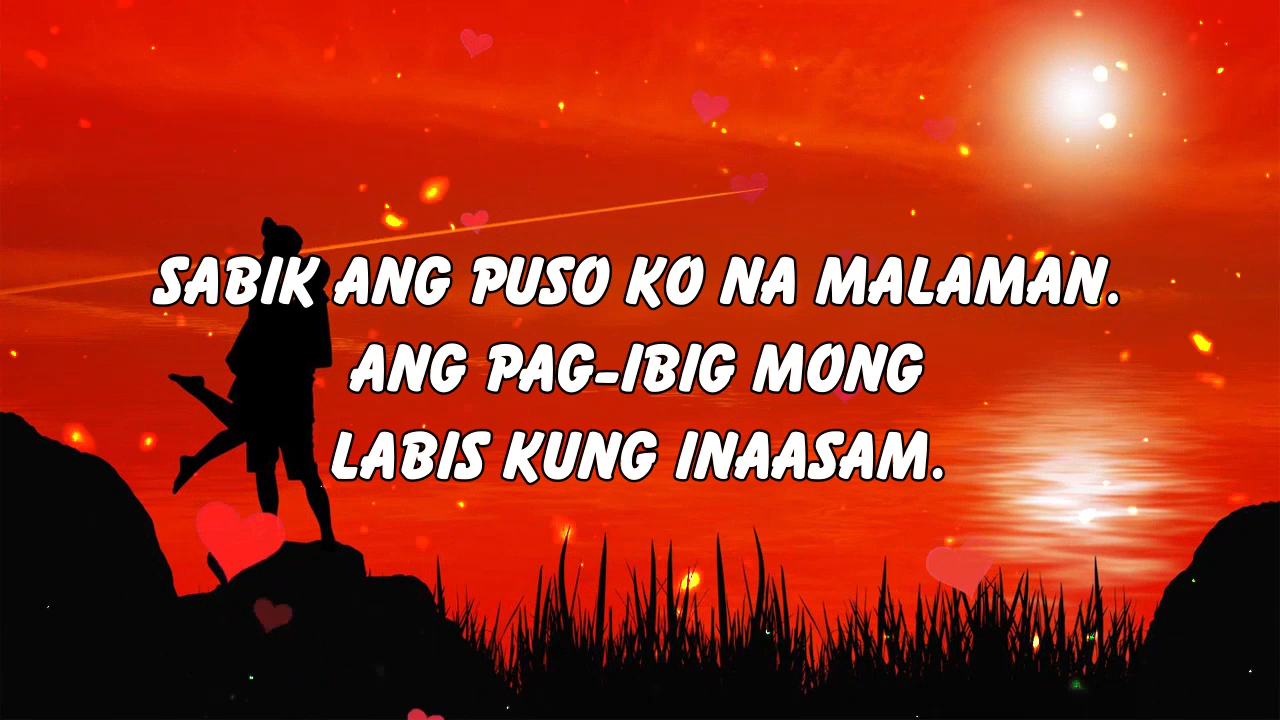 SABIK ANG PUSO KO NA MALAMAN.
ANG PAG-IBIG MONG
LABIS KUNG INAASAM.